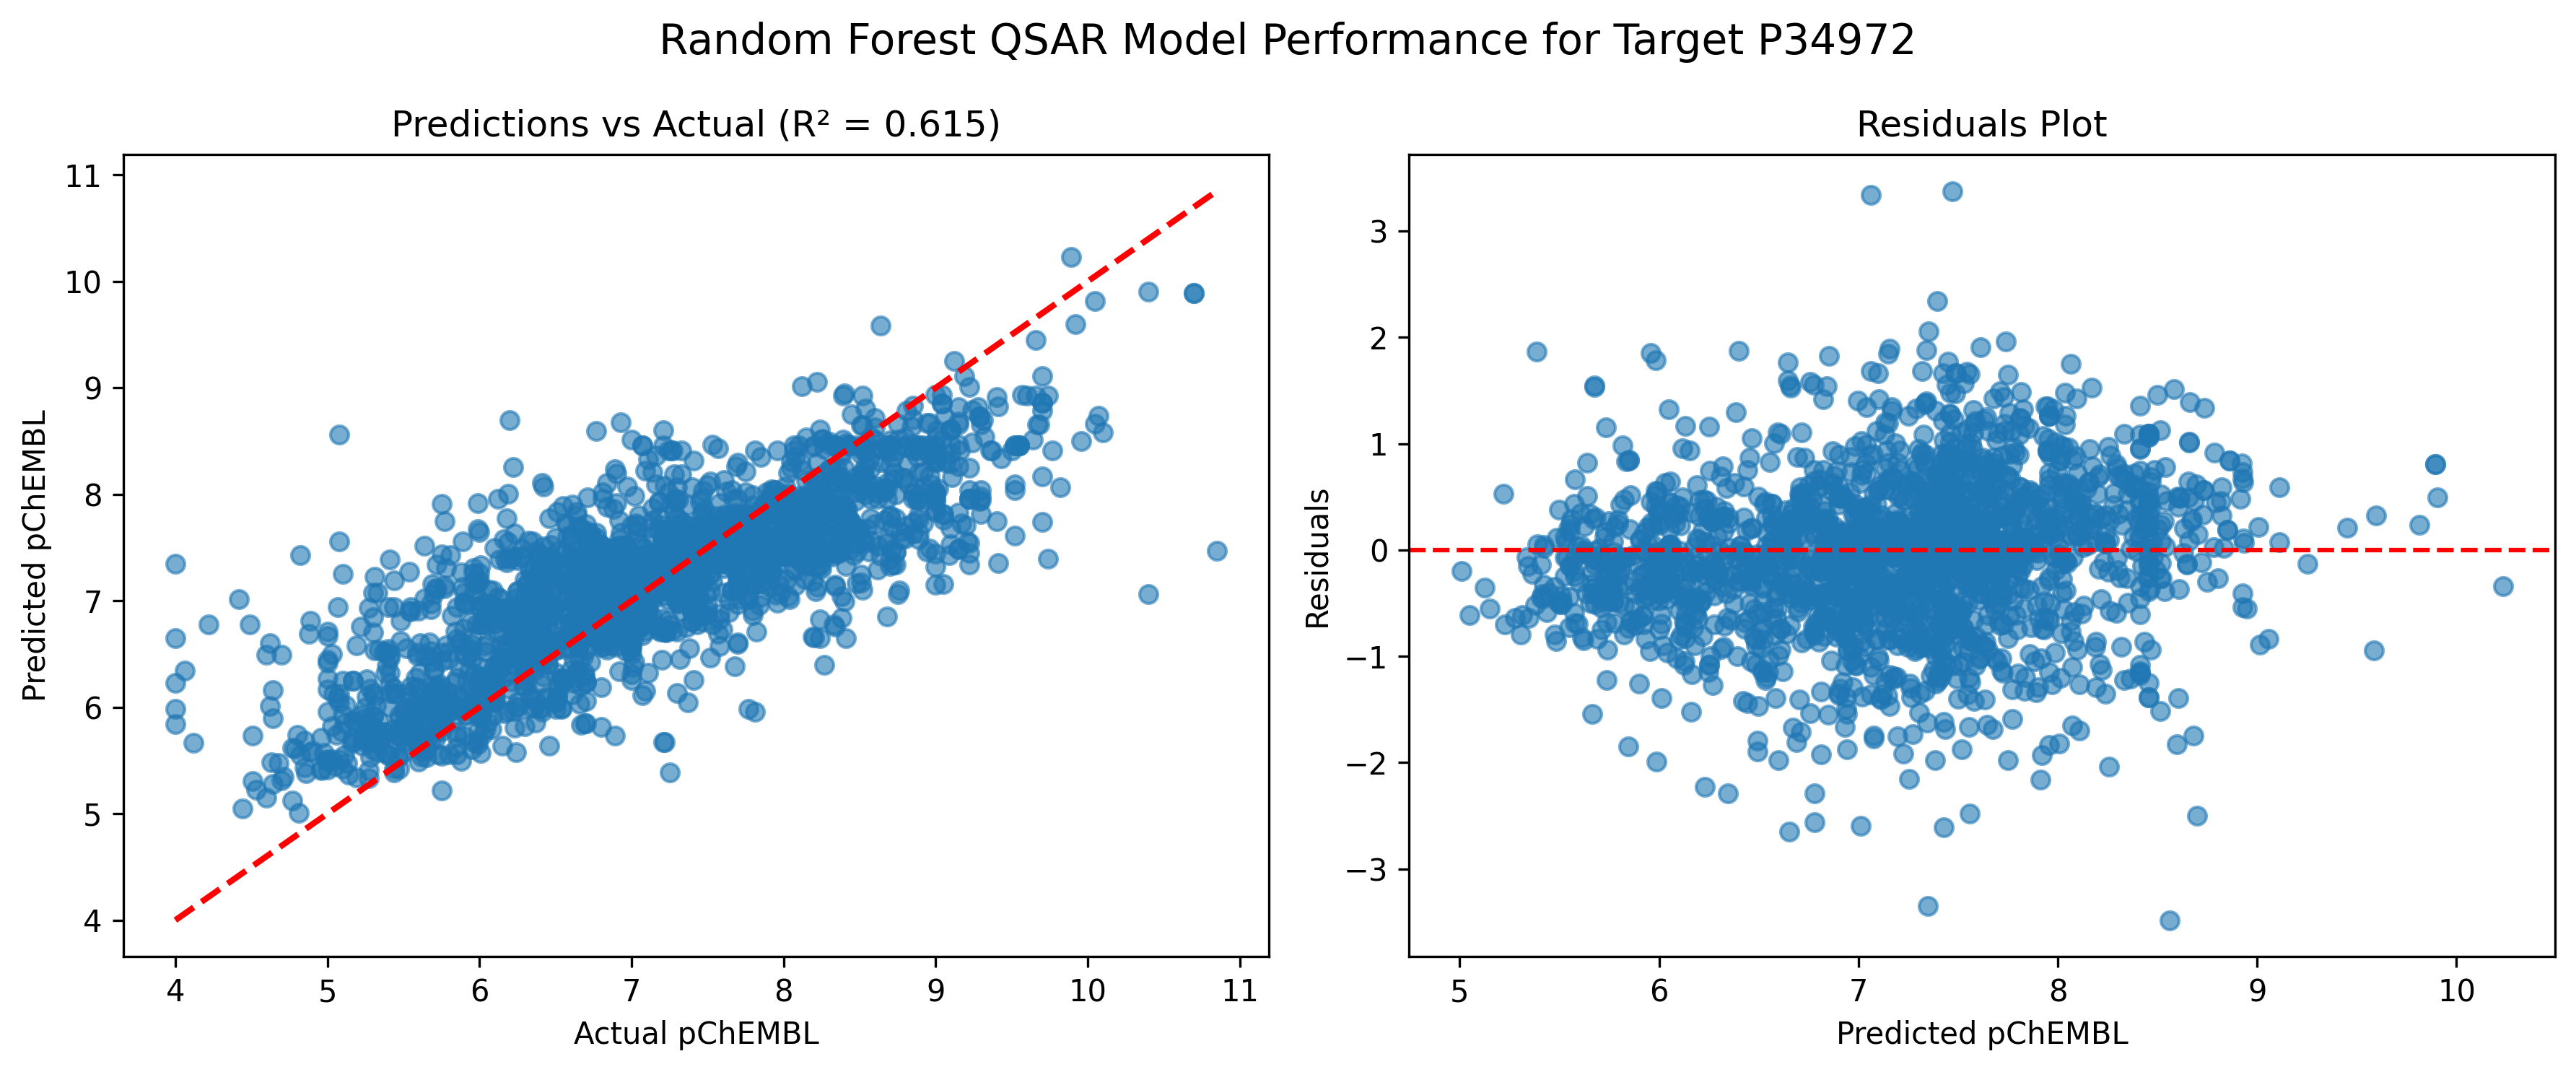 Random Forest QSAR Model Performance for Target P34972
Predictions vs Actual (R² = 0.615)
11
10
9
8
7
6
5
4
Predicted pChEMBL
4 5 6 7 8 9 10 11
Actual pChEMBL
Residuals Plot
3
2
1
0
−1
−2
−3
Residuals
5 6 7 8 9 10
Predicted pChEMBL